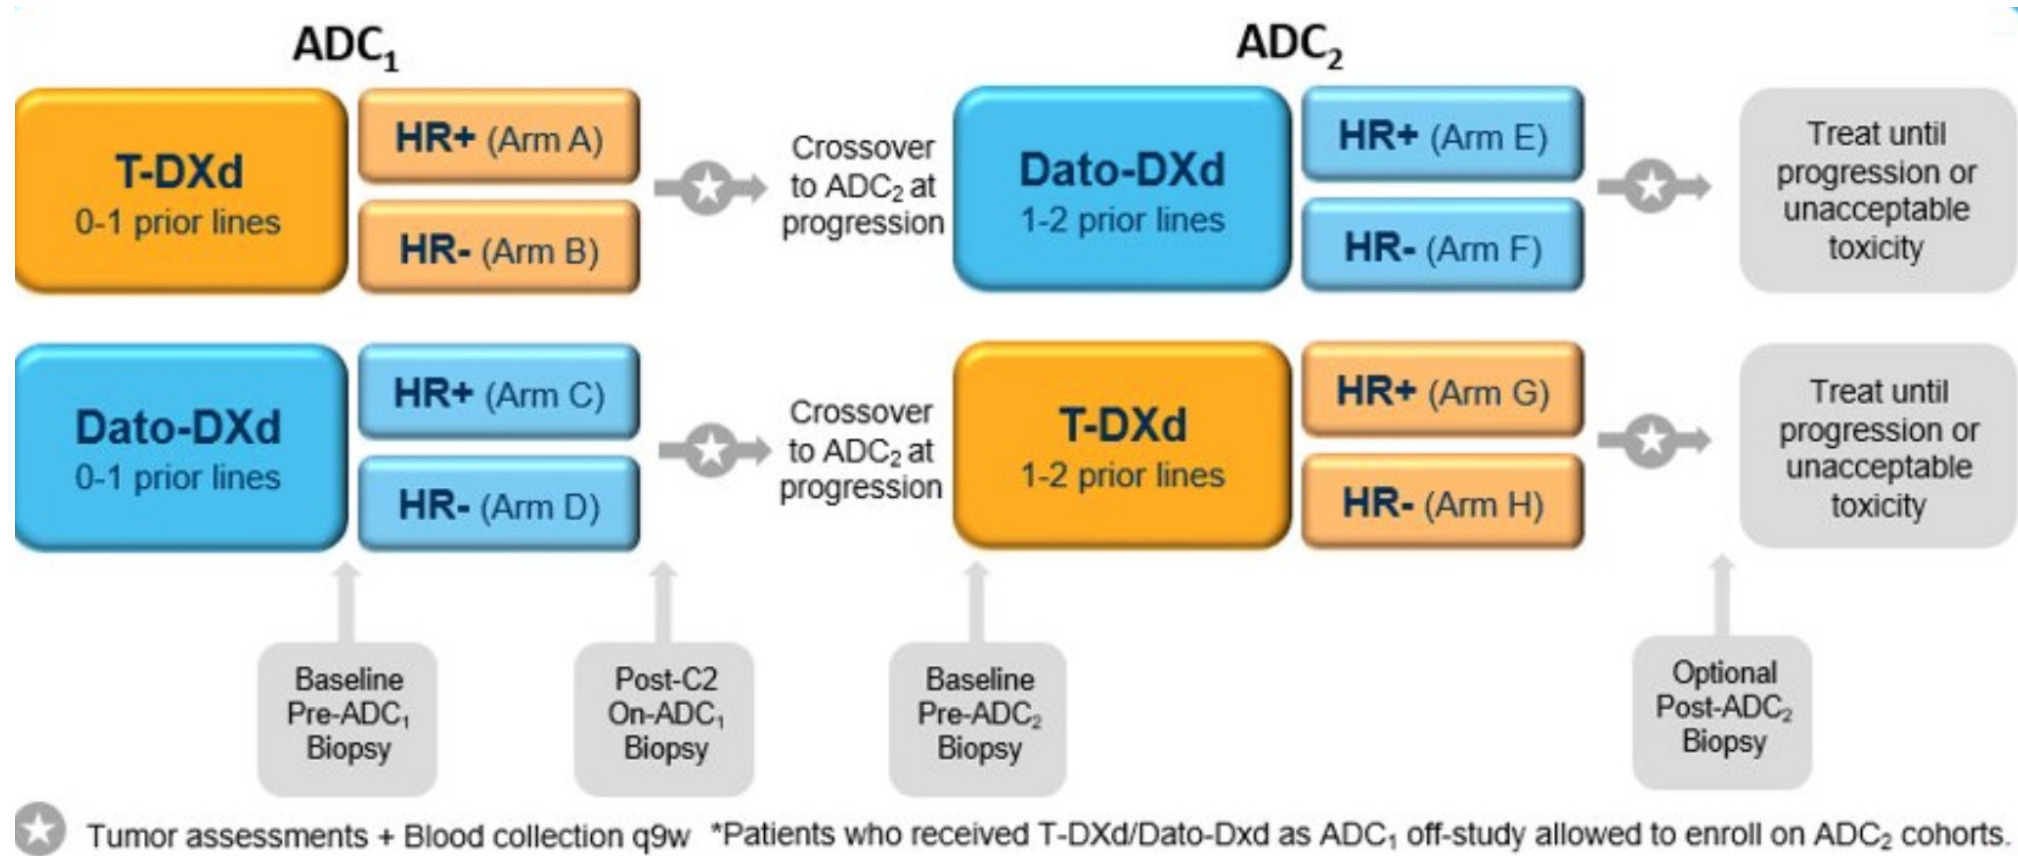 ADC₁
ADC₂
T-DXd
0-1 prior lines
HR+ (Arm A)
HR- (Arm B)
Crossover
to ADC₂ at
progression
Dato-DXd
1-2 prior lines
HR+ (Arm E)
HR- (Arm F)
Treat until
progression or
unacceptable
toxicity
Dato-DXd
0-1 prior lines
HR+ (Arm C)
HR- (Arm D)
Crossover
to ADC₂ at
progression
T-DXd
1-2 prior lines
HR+ (Arm G)
HR- (Arm H)
Treat until
progression or
unacceptable
toxicity
Baseline
Pre-ADC₁
Biopsy
Post-C2
On-ADC₁
Biopsy
Baseline
Pre-ADC₂
Biopsy
Optional
Post-ADC₂
Biopsy
Tumor assessments + Blood collection q9w *Patients who received T-DXd/Dato-Dxd as ADC₁ off-study allowed to enroll on ADC₂ cohorts.